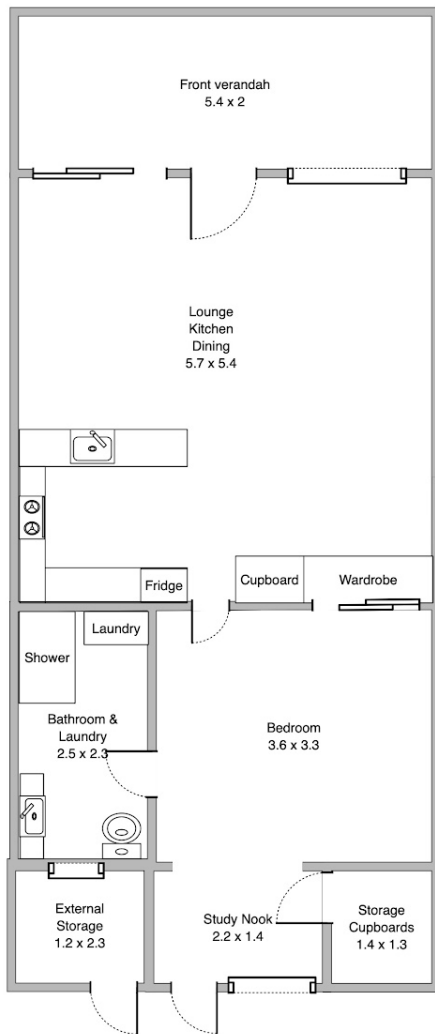 Front verandah
5.4 x 2
Lounge
Kitchen
Dining
5.7 x 5.4
Fridge
Cupboard
Wardrobe
Laundry
Shower
Bathroom &
Laundry
2.5 x 2.3
Bedroom
3.6 x 3.3
External
Storage
1.2 x 2.3
Study Nook
2.2 x 1.4
Storage
Cupboards
1.4 x 1.3